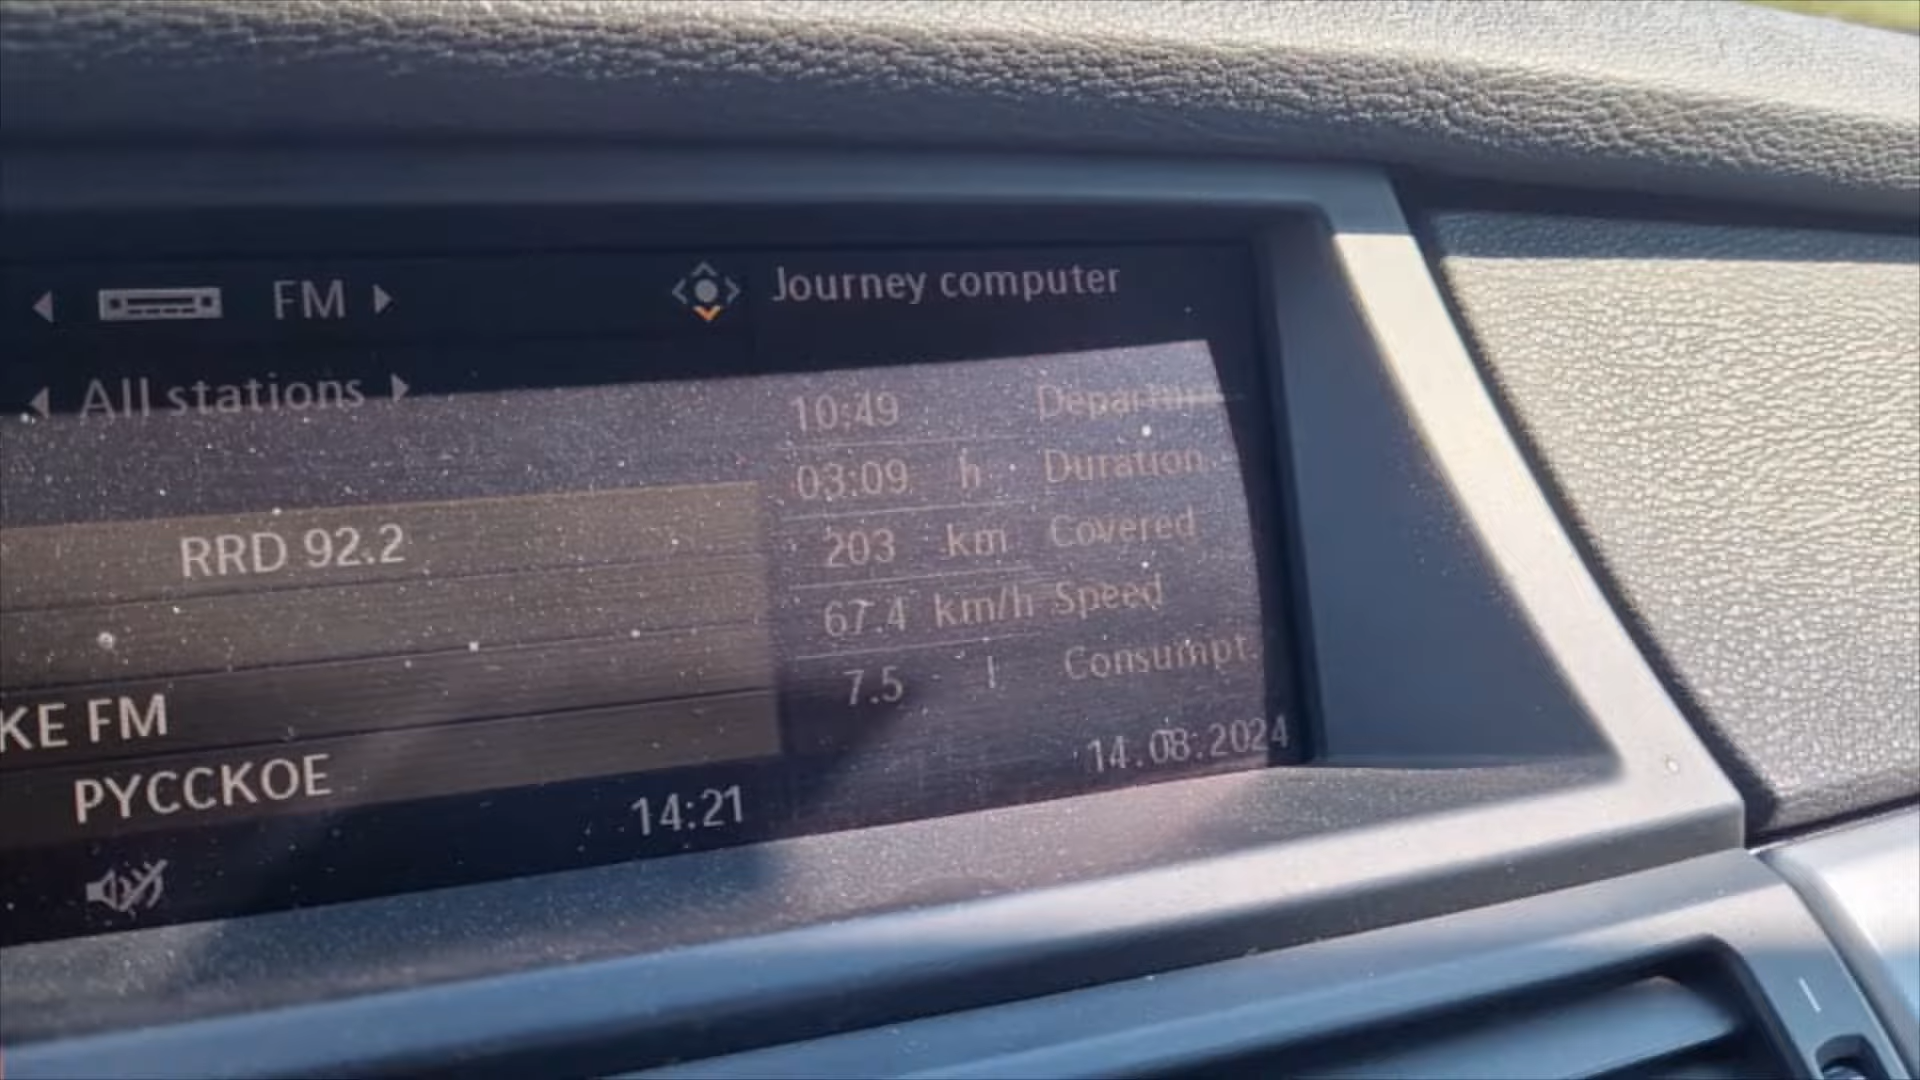 FM
Journey computer
All stations
10:49 Departure
03:09 h Duration
RRD 92.2
203 km Covered
67.4 km/h Speed
7.5 l Consumpt.
KE FM
РУССКОЕ
14:21
14.08.2024